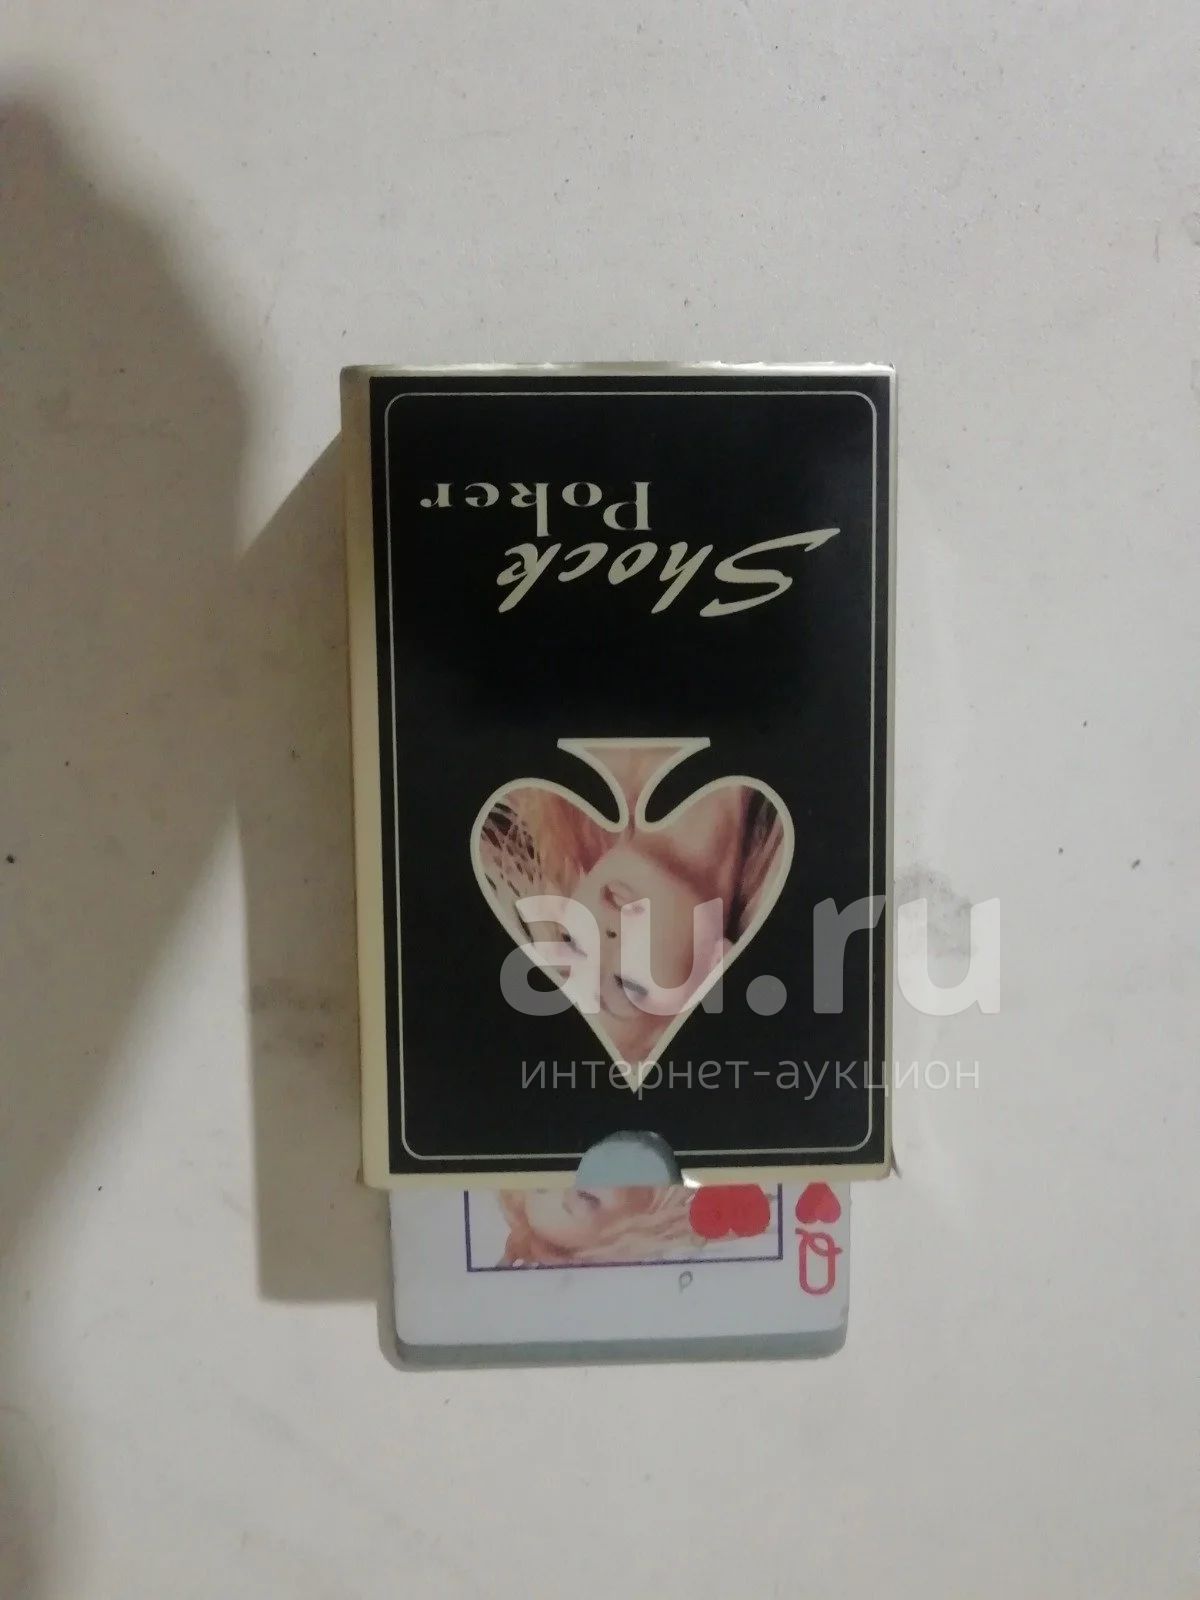 Shock
Poker
au.ru
интернет-аукцион
Q